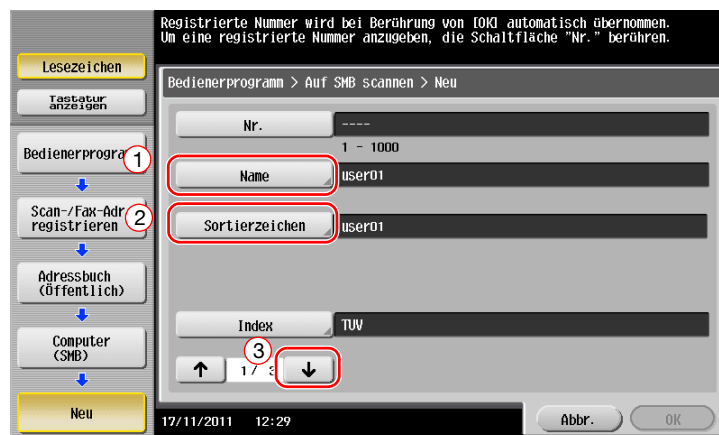 Registrierte Nummer wird bei Berührung von [OK] automatisch übernommen.
Um eine registrierte Nummer anzugeben, die Schaltfläche "Nr." berühren.
Lesezeichen
Tastatur
anzeigen
Bedienerprogramm > Auf SMB scannen > Neu
Nr.
----
1 - 1000
Bedienerprogra
1
Name
user01
Scan-/Fax-Adr
registrieren
2
Sortierzeichen
user01
Adressbuch
(Öffentlich)
Index
TUV
Computer
(SMB)
3
↑
1/ 3
↓
Neu
17/11/2011 12:29
Abbr.
OK